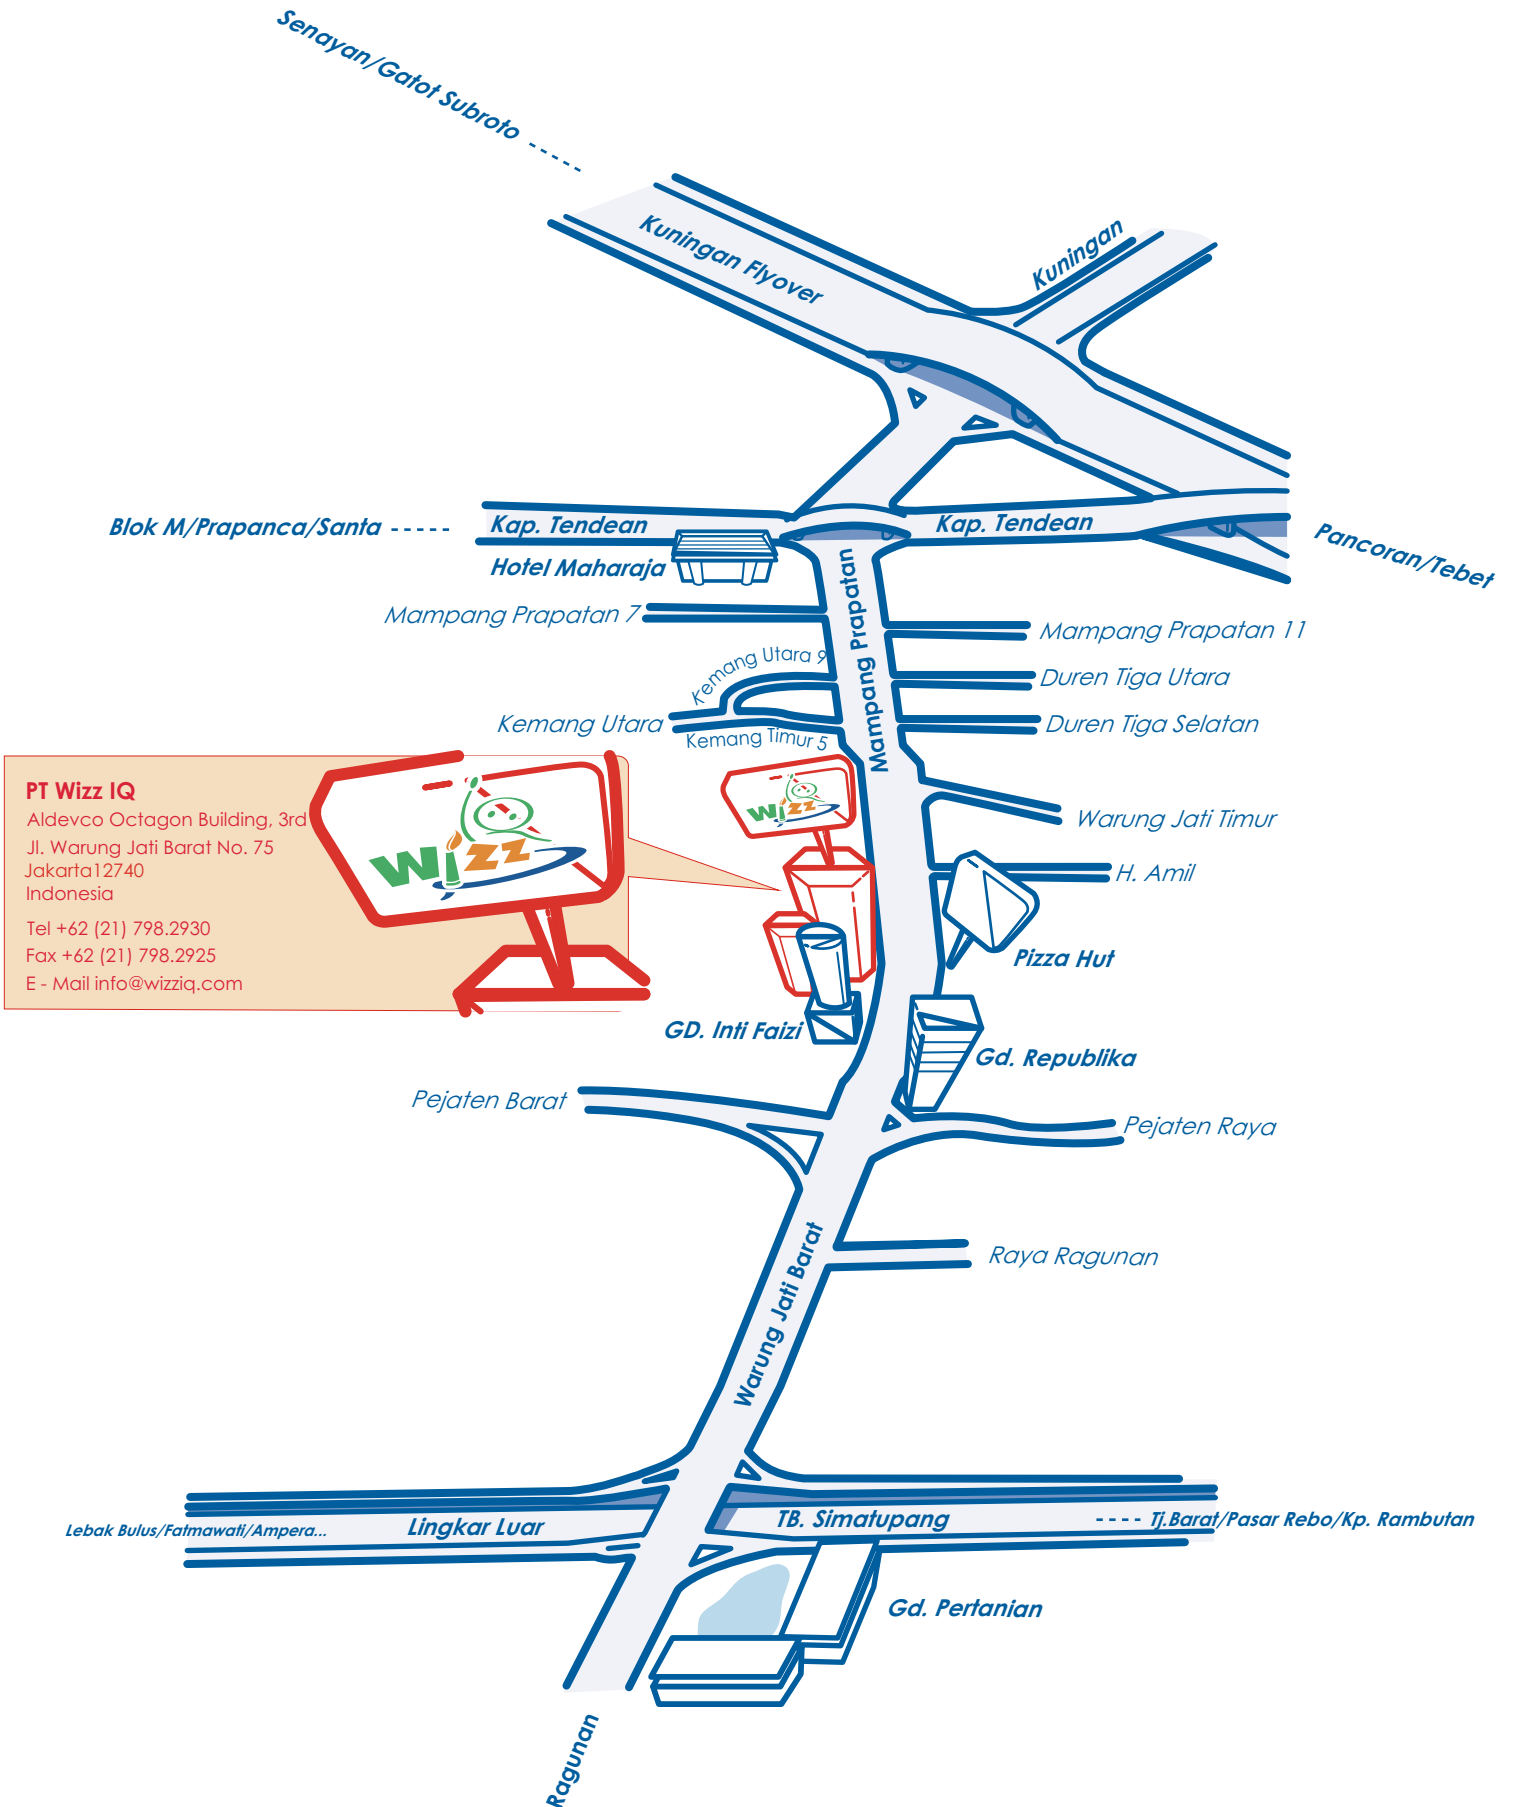 Senayan/Gatot Subroto
Kuningan Flyover
Kuningan
Blok M/Prapanca/Santa
Kap. Tendean
Kap. Tendean
Pancoran/Tebet
Hotel Maharaja
Mampang Prapatan
Mampang Prapatan 7
Mampang Prapatan 11
Kemang Utara 9
Duren Tiga Utara
Kemang Utara
Duren Tiga Selatan
Kemang Timur 5
PT Wizz IQ
Aldevco Octagon Building, 3rd
Jl. Warung Jati Barat No. 75
Jakarta12740
Indonesia
Tel +62 (21) 798.2930
Fax +62 (21) 798.2925
E - Mail info@wizziq.com
wizz
wizz
Warung Jati Timur
H. Amil
Pizza Hut
GD. Inti Faizi
Gd. Republika
Pejaten Barat
Pejaten Raya
Warung Jati Barat
Raya Ragunan
Lebak Bulus/Fatmawati/Ampera...
Lingkar Luar
TB. Simatupang
Tj.Barat/Pasar Rebo/Kp. Rambutan
Gd. Pertanian
Ragunan